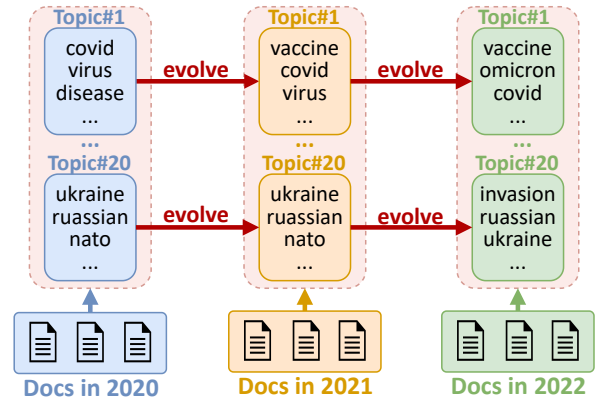 Topic#1
covid
virus
disease
...
...
Topic#20
ukraine
ruassian
nato
...
Docs in 2020
evolve
evolve
Topic#1
vaccine
covid
virus
...
...
Topic#20
ukraine
ruassian
nato
...
Docs in 2021
evolve
evolve
Topic#1
vaccine
omicron
covid
...
...
Topic#20
invasion
ruassian
ukraine
...
Docs in 2022